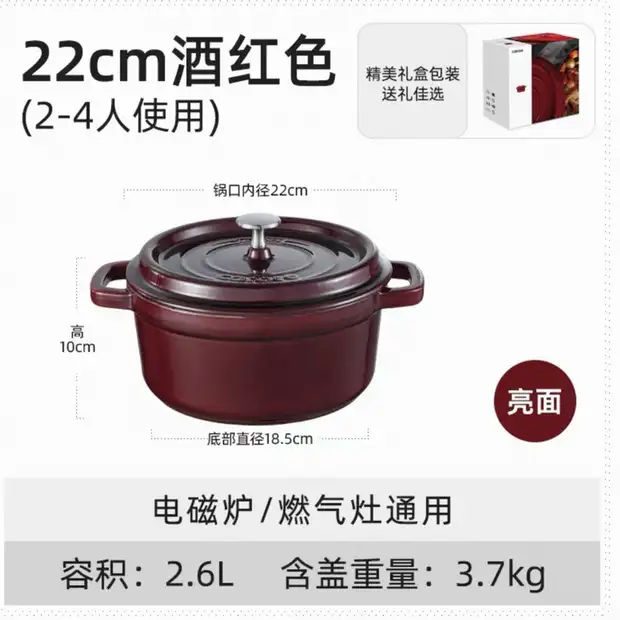 22cm酒红色
(2-4人使用)
精美礼盒包装
送礼佳选
锅口内径22cm
高
10cm
底部直径18.5cm
亮面
电磁炉/燃气灶通用
容积：2.6L 含盖重量：3.7kg